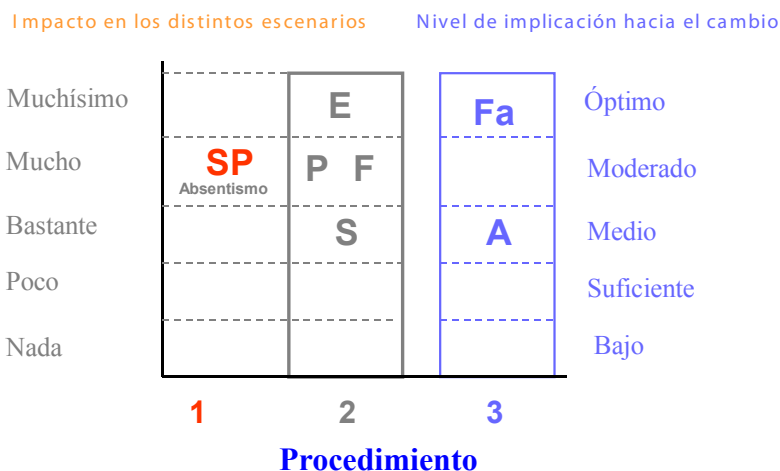 Impacto en los distintos escenarios Nivel de implicación hacia el cambio
Muchísimo E Fa Óptimo
Mucho SP P F Moderado
Absentismo
Bastante S A Medio
Poco Suficiente
Nada Bajo
1 2 3
Procedimiento